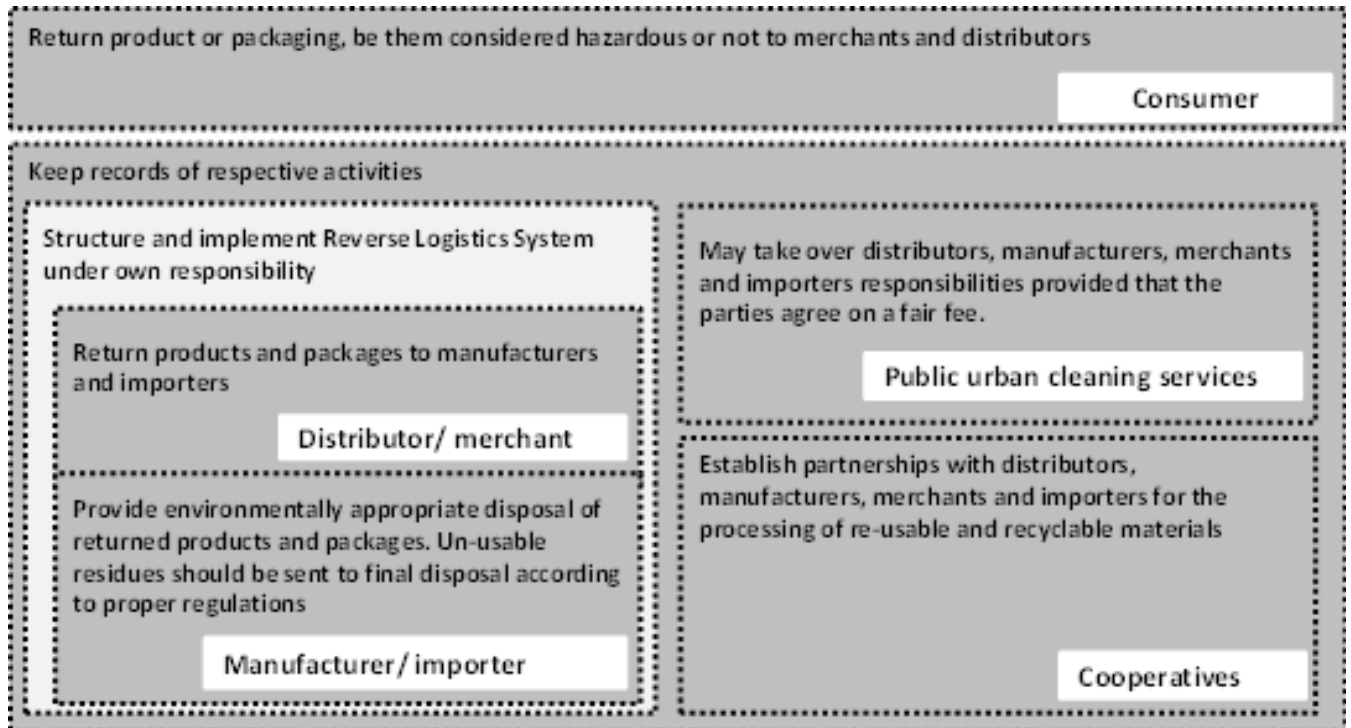 Return product or packaging, be them considered hazardous or not to merchants and distributors
Consumer
Keep records of respective activities
Structure and implement Reverse Logistics System
under own responsibility
Return products and packages to manufacturers
and importers
Distributor/ merchant
Provide environmentally appropriate disposal of
returned products and packages. Un-usable
residues should be sent to final disposal according
to proper regulations
Manufacturer/ importer
May take over distributors, manufacturers, merchants
and importers responsibilities provided that the
parties agree on a fair fee.
Public urban cleaning services
Establish partnerships with distributors,
manufacturers, merchants and importers for the
processing of re-usable and recyclable materials
Cooperatives